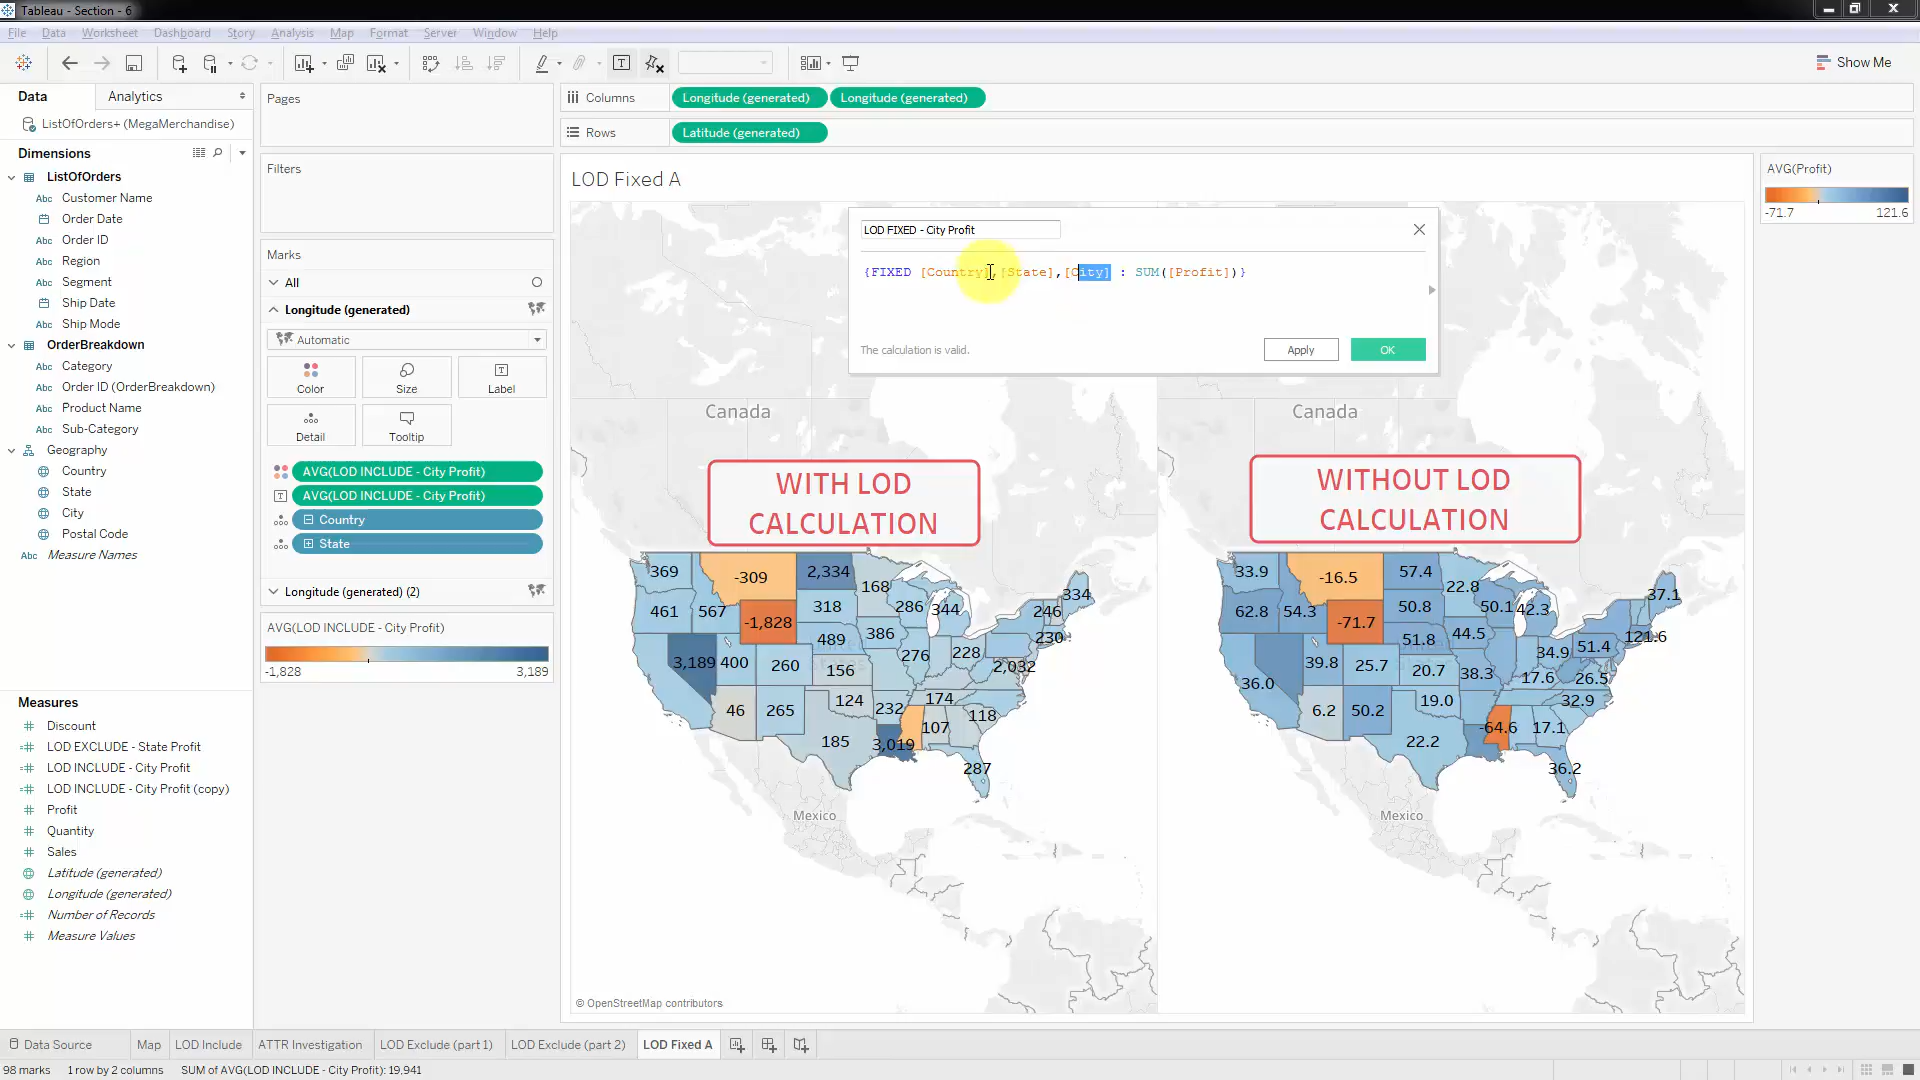 Tableau - Section - 6
File Data Worksheet Dashboard Story Analysis Map Format Server Window Help
Show Me
Data Analytics
ListOfOrders+ (MegaMerchandise)
Dimensions
ListOfOrders
Abc Customer Name
Order Date
Abc Order ID
Abc Region
Abc Segment
Ship Date
Abc Ship Mode
OrderBreakdown
Abc Category
Abc Order ID (OrderBreakdown)
Abc Product Name
Abc Sub-Category
Geography
Country
State
City
Postal Code
Abc Measure Names
Measures
Discount
LOD EXCLUDE - State Profit
LOD INCLUDE - City Profit
LOD INCLUDE - City Profit (copy)
Profit
Quantity
Sales
Latitude (generated)
Longitude (generated)
Number of Records
Measure Values
Pages
Filters
Marks
All
Longitude (generated)
Automatic
Color Size Label
Detail Tooltip
AVG(LOD INCLUDE - City Profit)
AVG(LOD INCLUDE - City Profit)
Country
State
Longitude (generated) (2)
AVG(LOD INCLUDE - City Profit)
-1,828 3,189
Columns Longitude (generated) Longitude (generated)
Rows Latitude (generated)
LOD Fixed A
LOD FIXED - City Profit
{FIXED [Country],[State],[City] : SUM([Profit])}
The calculation is valid.
Apply OK
AVG(Profit)
-71.7 121.6
Canada
WITH LOD
CALCULATION
369 -309 2,334 168 334
461 567 -1,828 318 286 344 246
489 386 230
3,189 400 260 156 276 228 2,032
46 265 124 232 174 118
185 3,019 107
287
Mexico
Canada
WITHOUT LOD
CALCULATION
33.9 -16.5 57.4 22.8 37.1
62.8 54.3 -71.7 50.8 50.1 42.3
51.8 44.5 121.6
36.0 39.8 25.7 20.7 38.3 34.9 51.4
17.6 26.5
6.2 50.2 19.0 32.9
22.2 -64.6 17.1
36.2
Mexico
© OpenStreetMap contributors
Data Source Map LOD Include ATTR Investigation LOD Exclude (part 1) LOD Exclude (part 2) LOD Fixed A
98 marks 1 row by 2 columns SUM of AVG(LOD INCLUDE - City Profit): 19,941